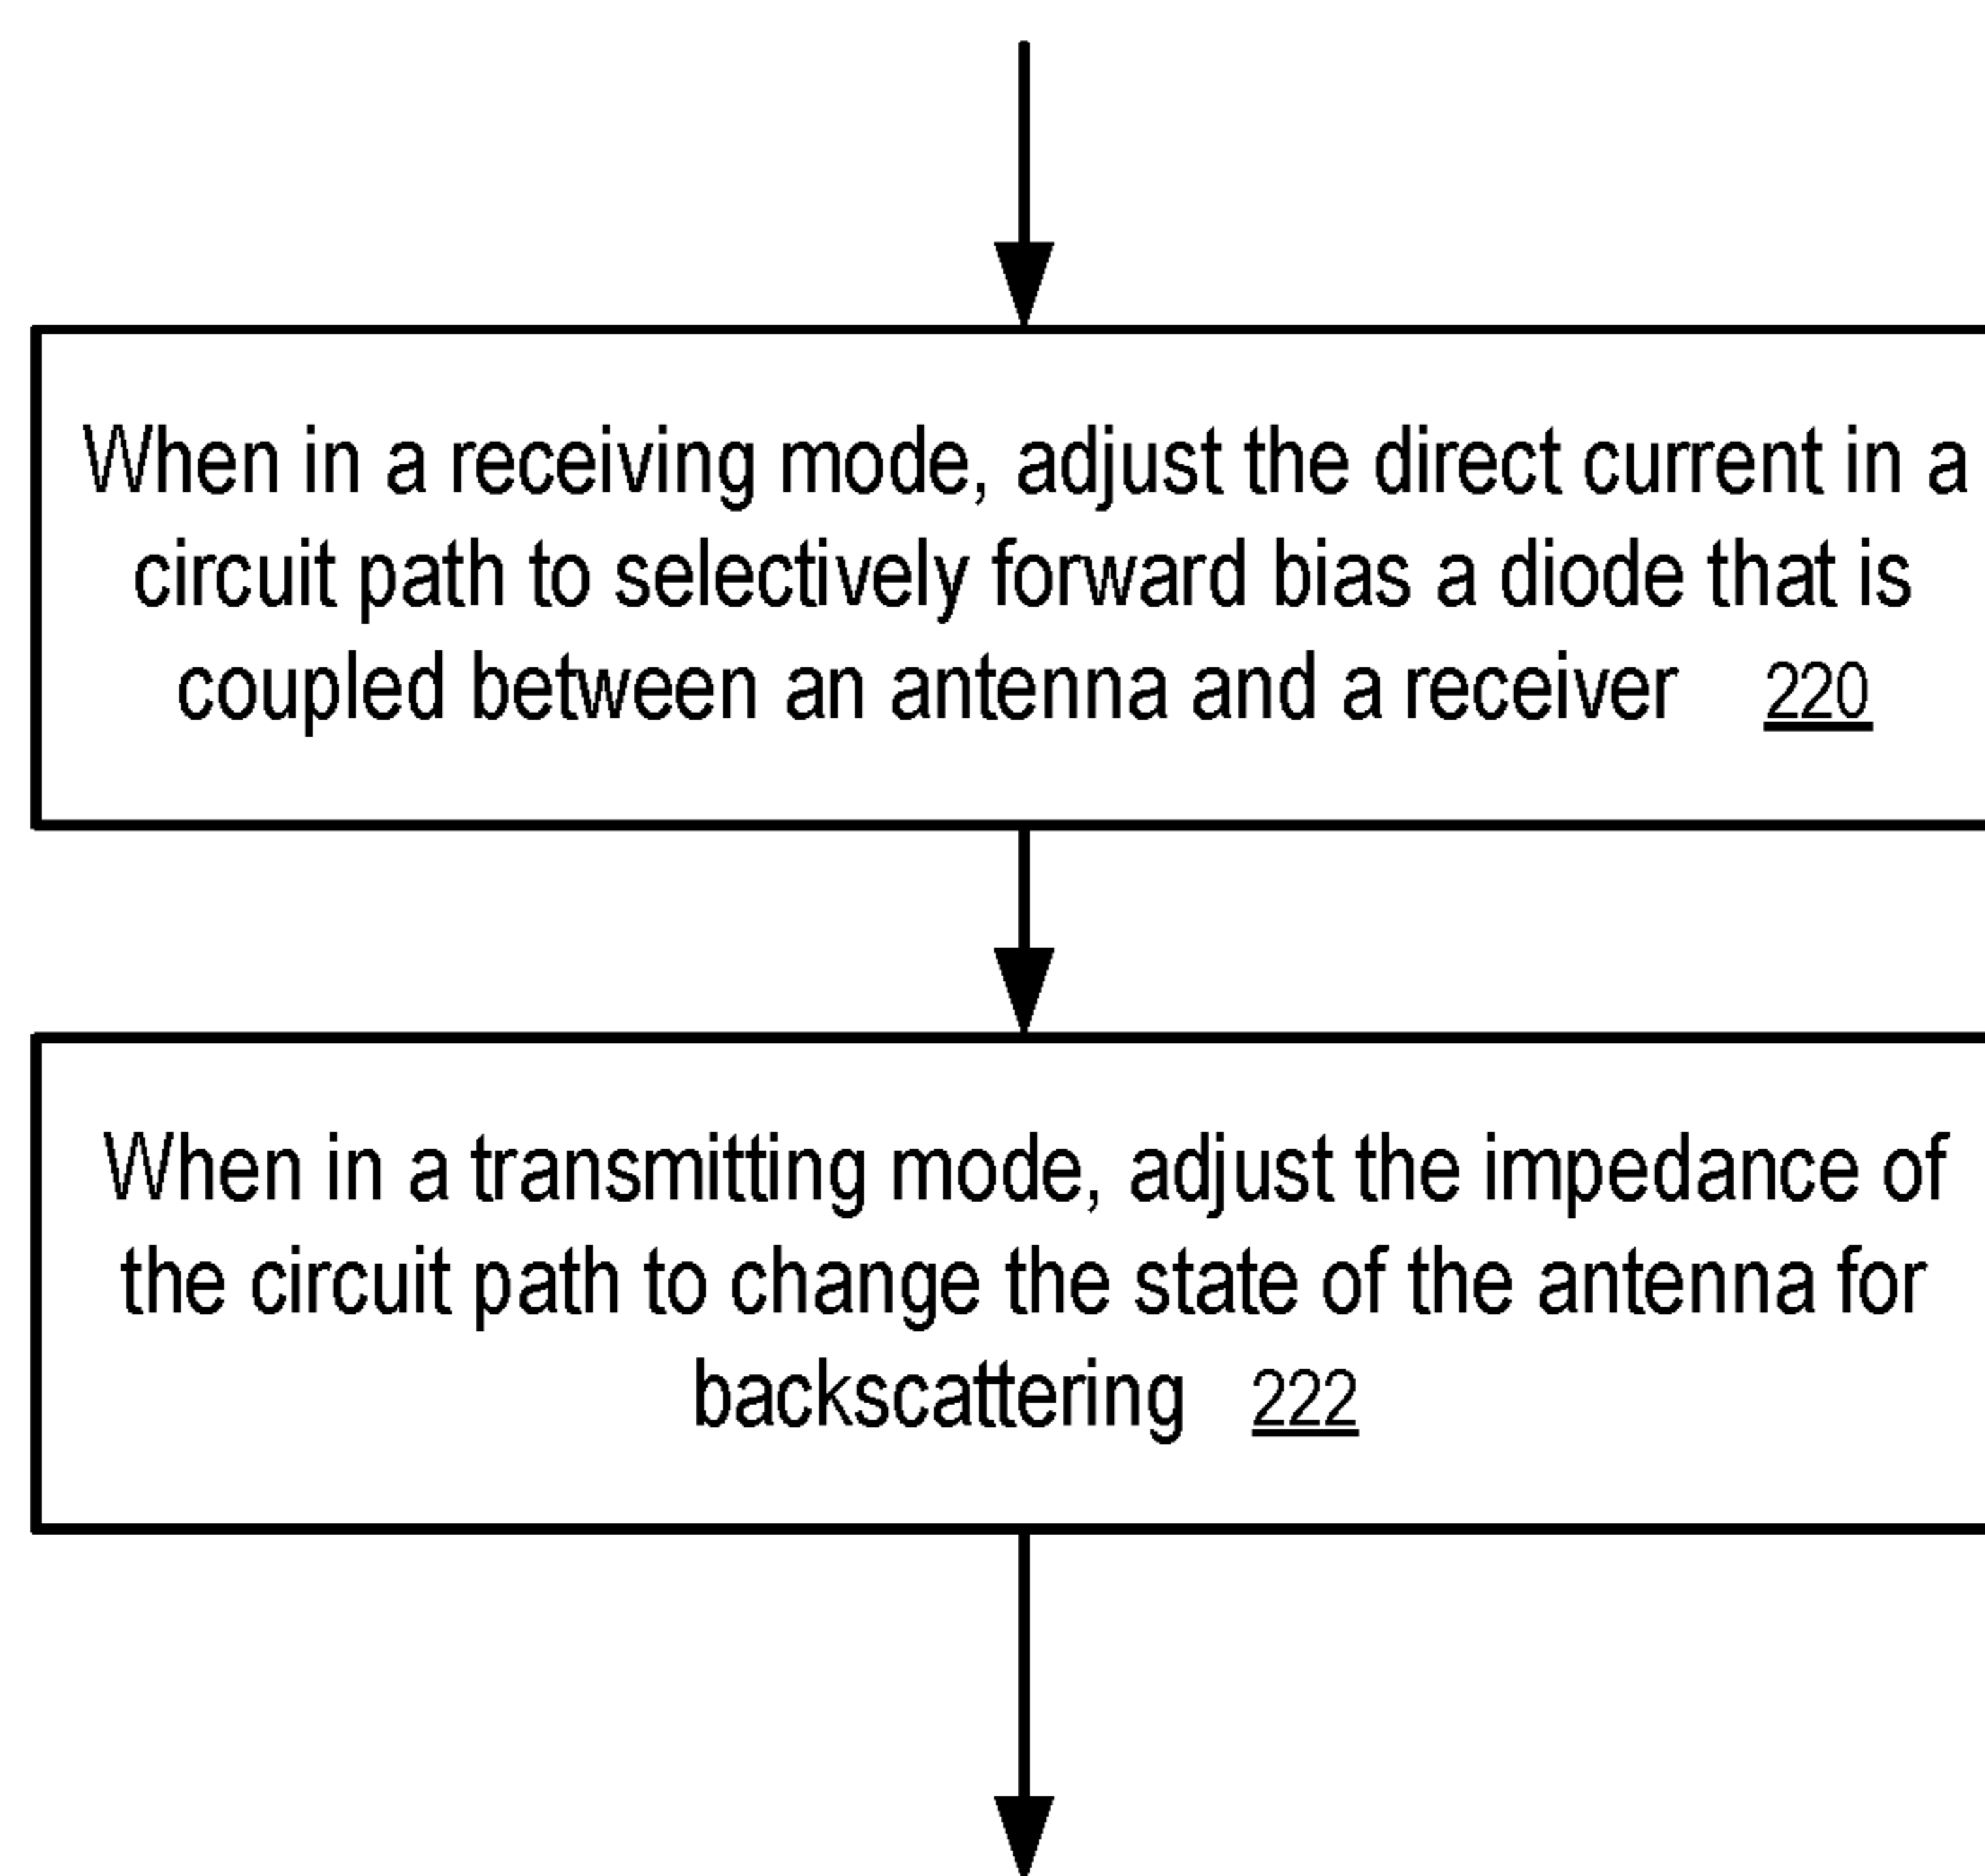 When in a receiving mode, adjust the direct current in a
circuit path to selectively forward bias a diode that is
coupled between an antenna and a receiver 220
When in a transmitting mode, adjust the impedance of
the circuit path to change the state of the antenna for
backscattering 222